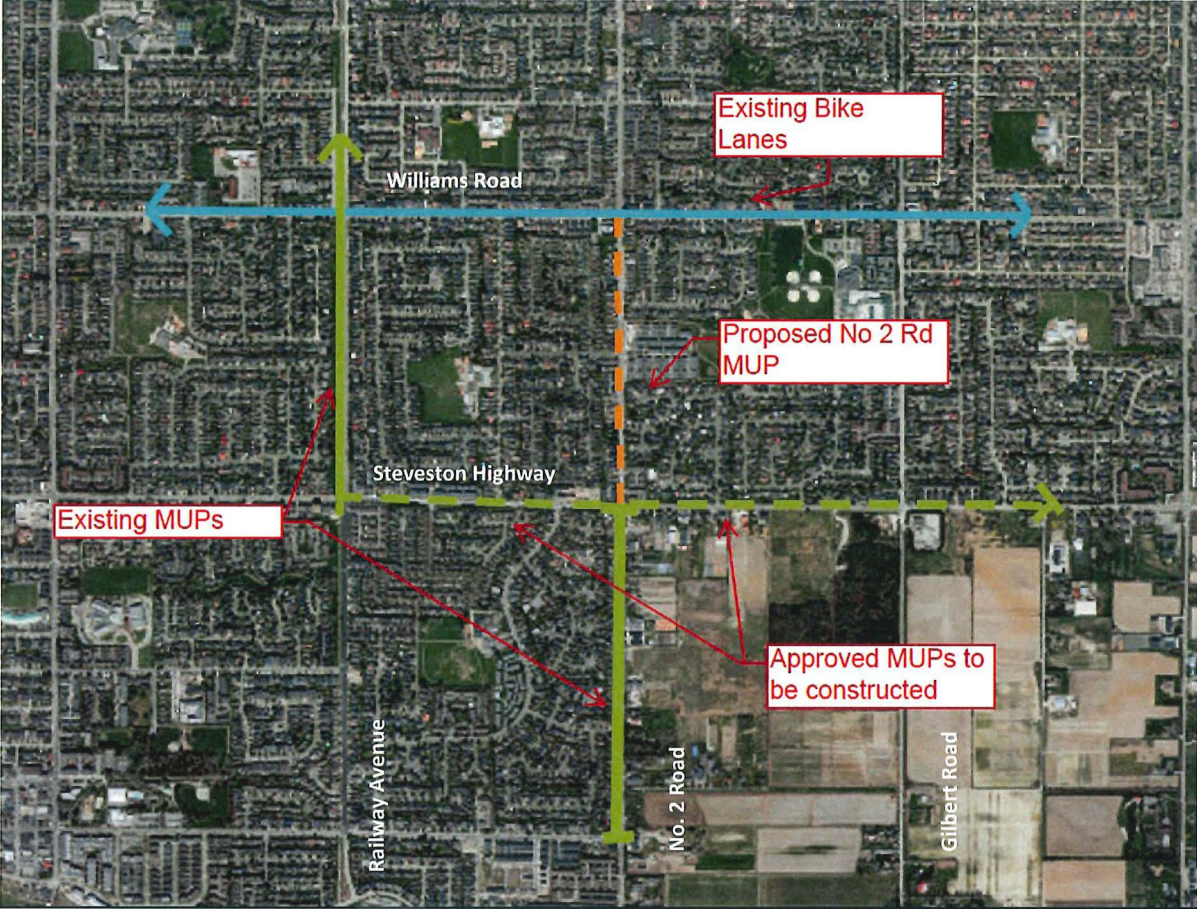 Existing Bike
Lanes
Williams Road
Proposed No 2 Rd
MUP
Steveston Highway
Existing MUPs
Approved MUPs to
be constructed
Railway Avenue
No. 2 Road
Gilbert Road